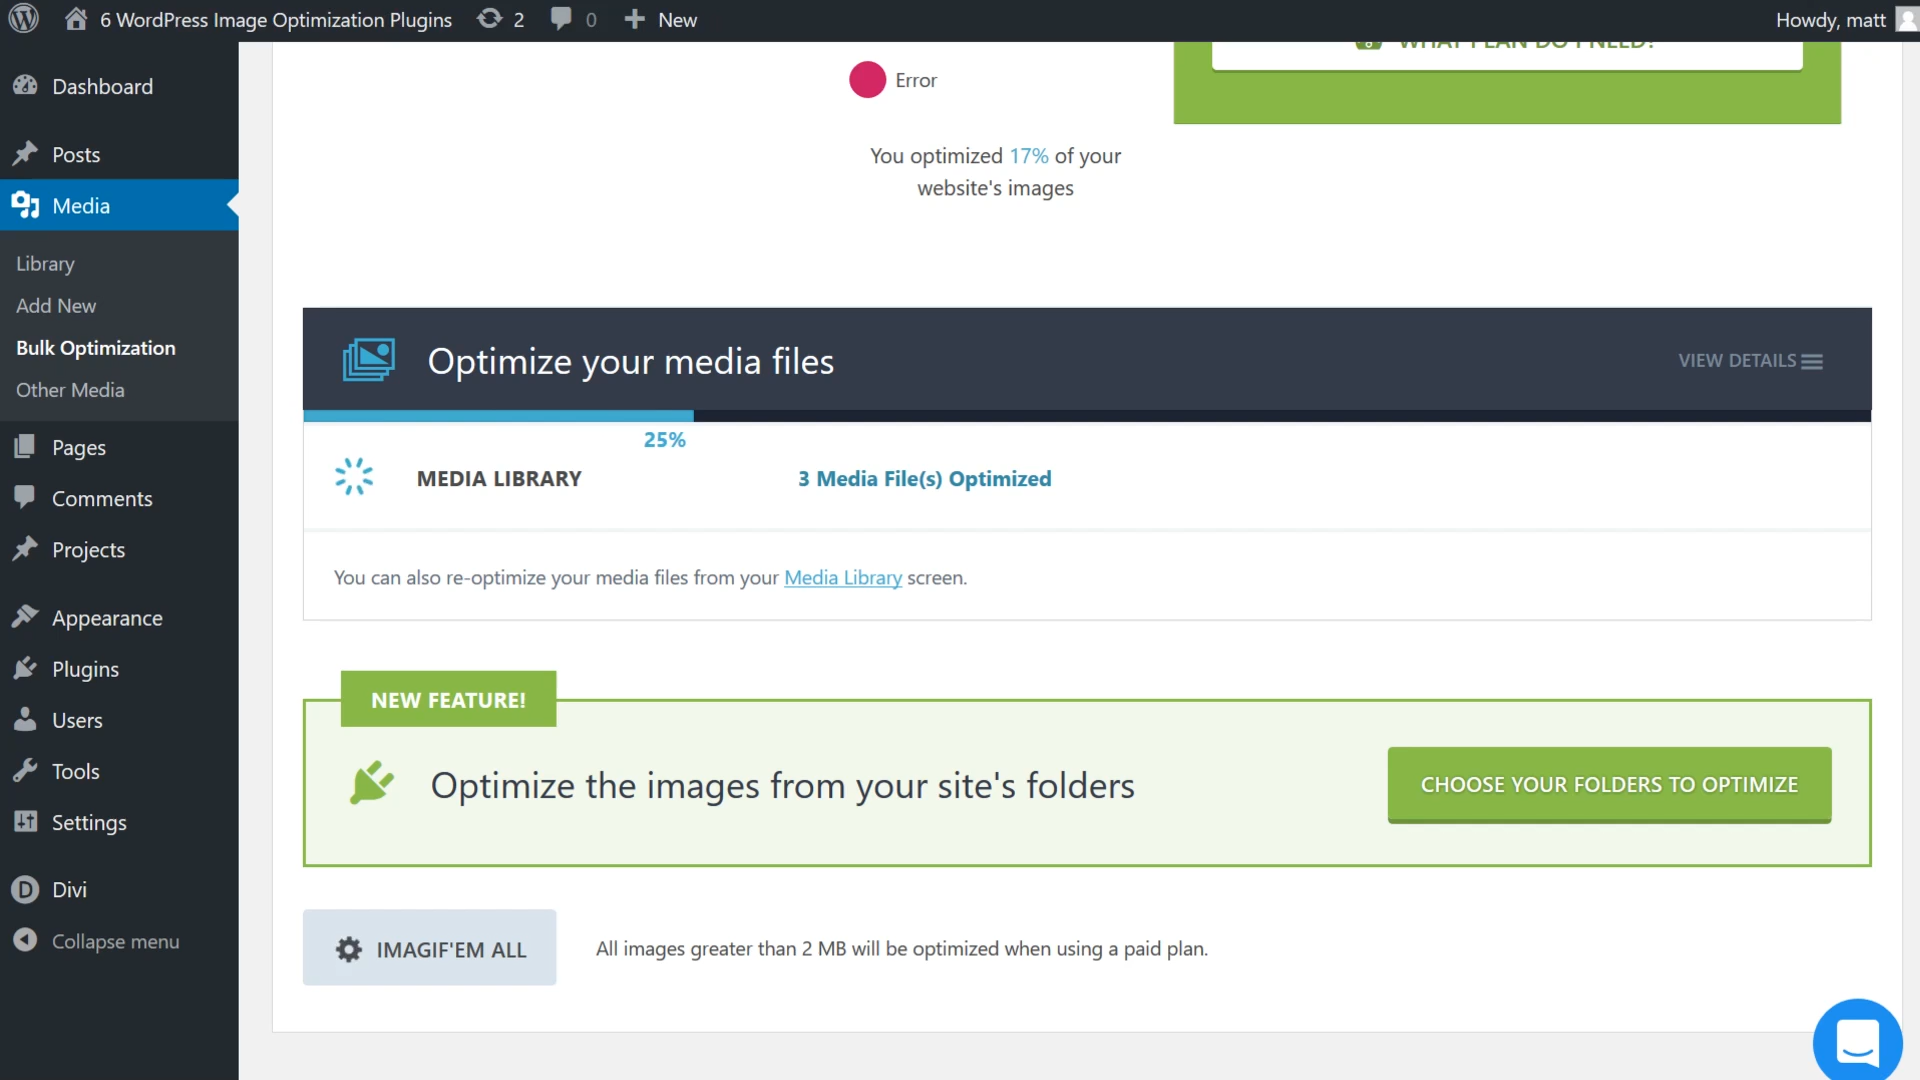 6 WordPress Image Optimization Plugins 2 0 New Howdy, matt
Dashboard
Posts
Media
Library
Add New
Bulk Optimization
Other Media
Pages
Comments
Projects
Appearance
Plugins
Users
Tools
Settings
Divi
Collapse menu
WHAT PLAN DO I NEED?
Error
You optimized 17% of your
website's images
Optimize your media files
VIEW DETAILS
25%
MEDIA LIBRARY 3 Media File(s) Optimized
You can also re-optimize your media files from your Media Library screen.
NEW FEATURE!
Optimize the images from your site's folders
CHOOSE YOUR FOLDERS TO OPTIMIZE
IMAGIF'EM ALL
All images greater than 2 MB will be optimized when using a paid plan.